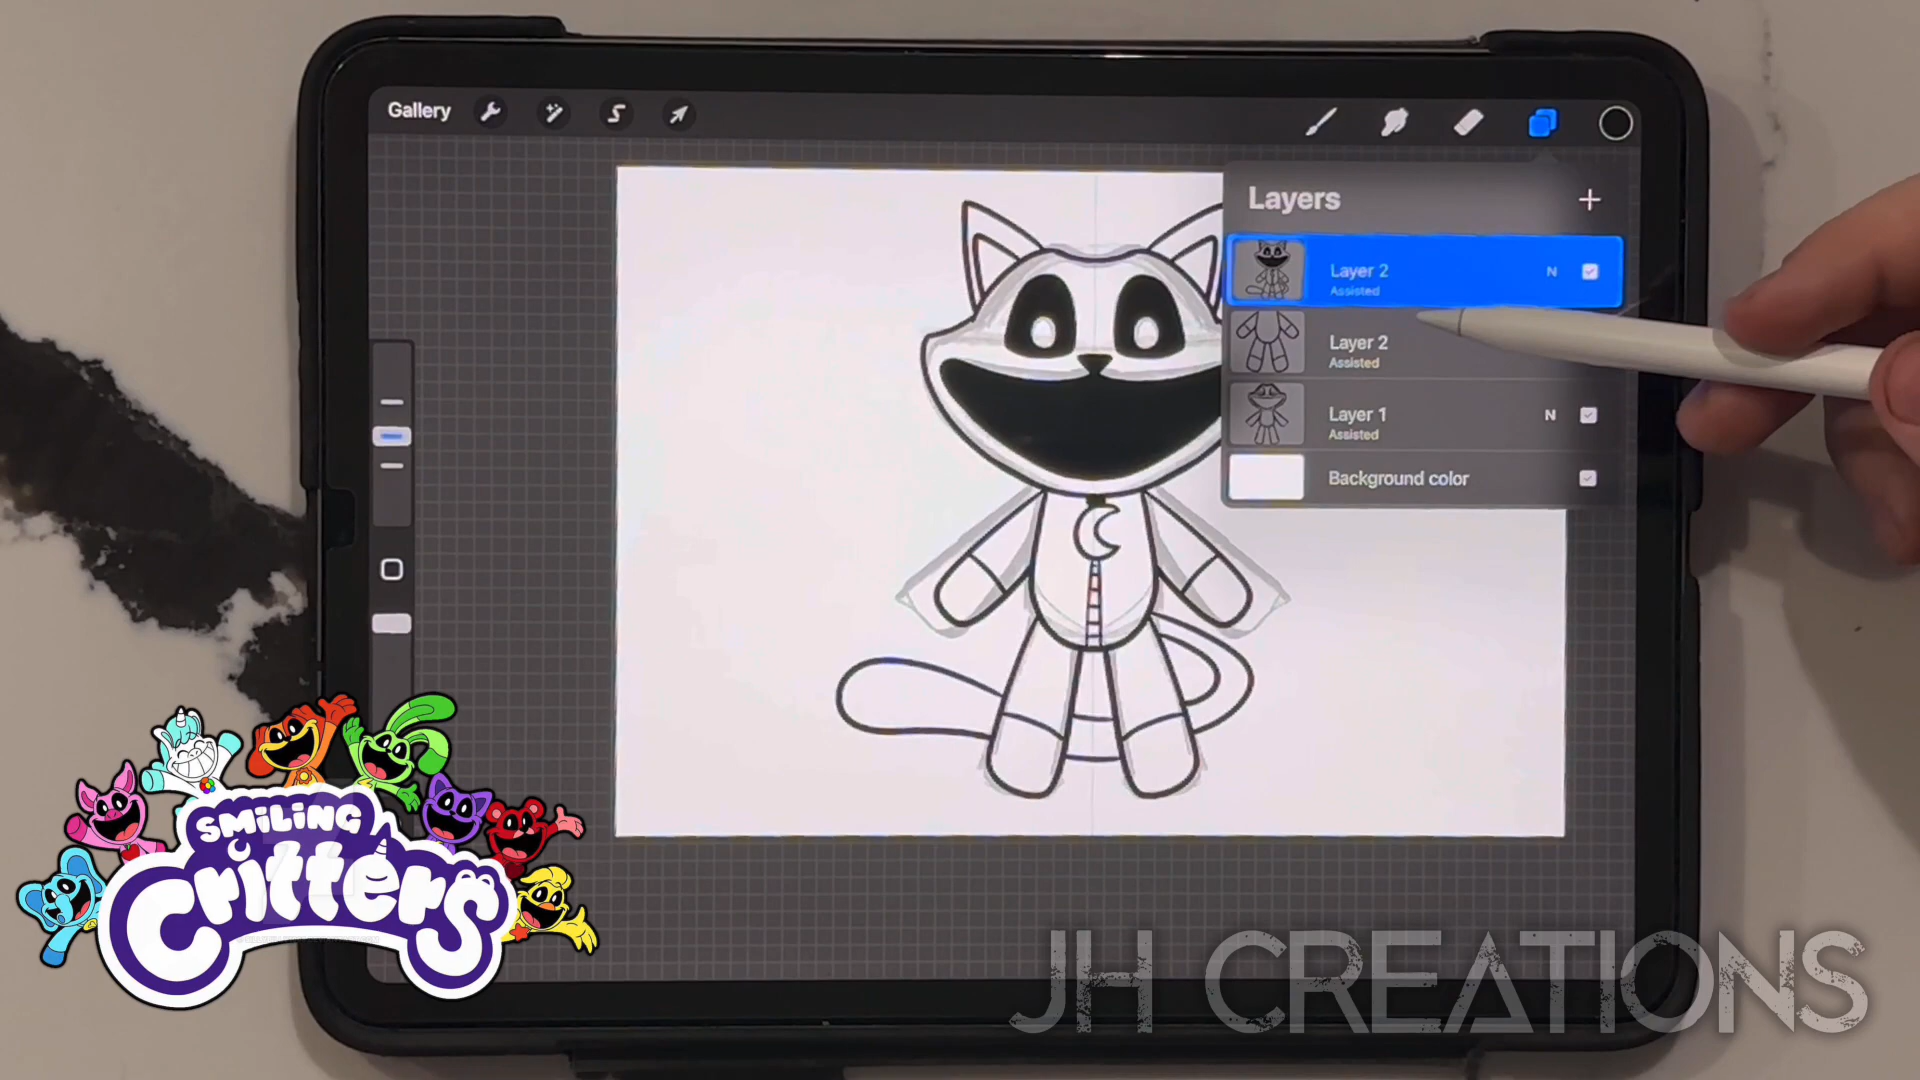 Gallery
Layers
Layer 2
N
Assisted
Layer 2
Assisted
Layer 1
N
Assisted
Background color
SMiLiNG
Critters
JH CREATIONS